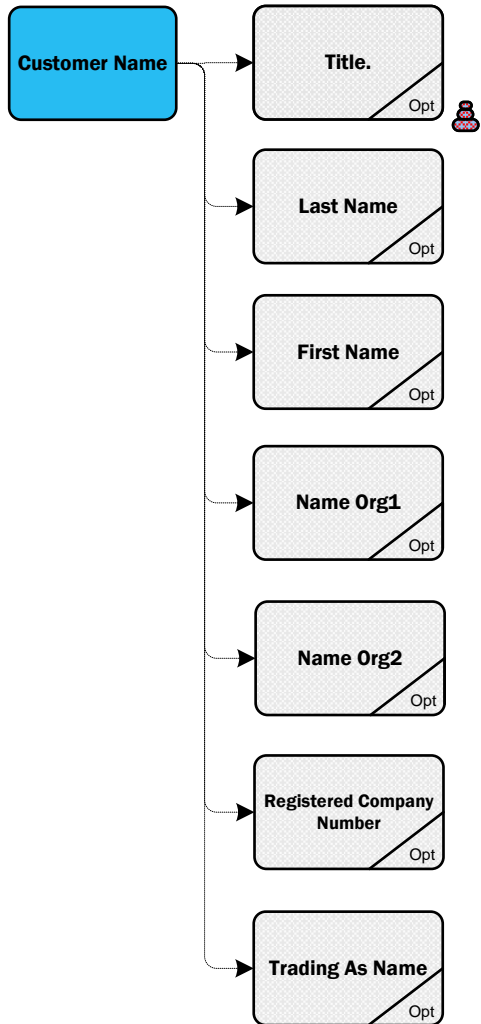 Customer Name
Title.
Opt
Last Name
Opt
First Name
Opt
Name Org1
Opt
Name Org2
Opt
Registered Company
Number
Opt
Trading As Name
Opt